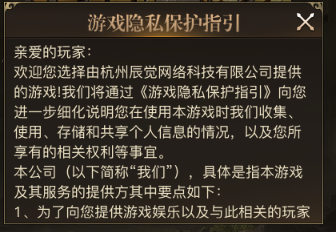 游戏隐私保护指引
亲爱的玩家：
欢迎您选择由杭州辰觉网络科技有限公司提供
的游戏!我们将通过《游戏隐私保护指引》向您
进一步细化说明您在使用本游戏时我们收集、
使用、存储和共享个人信息的情况，以及您所
享有的相关权利等事宜。
本公司（以下简称“我们”），具体是指本游戏
及其服务的提供方其中要点如下：
1、为了向您提供游戏娱乐以及与此相关的玩家